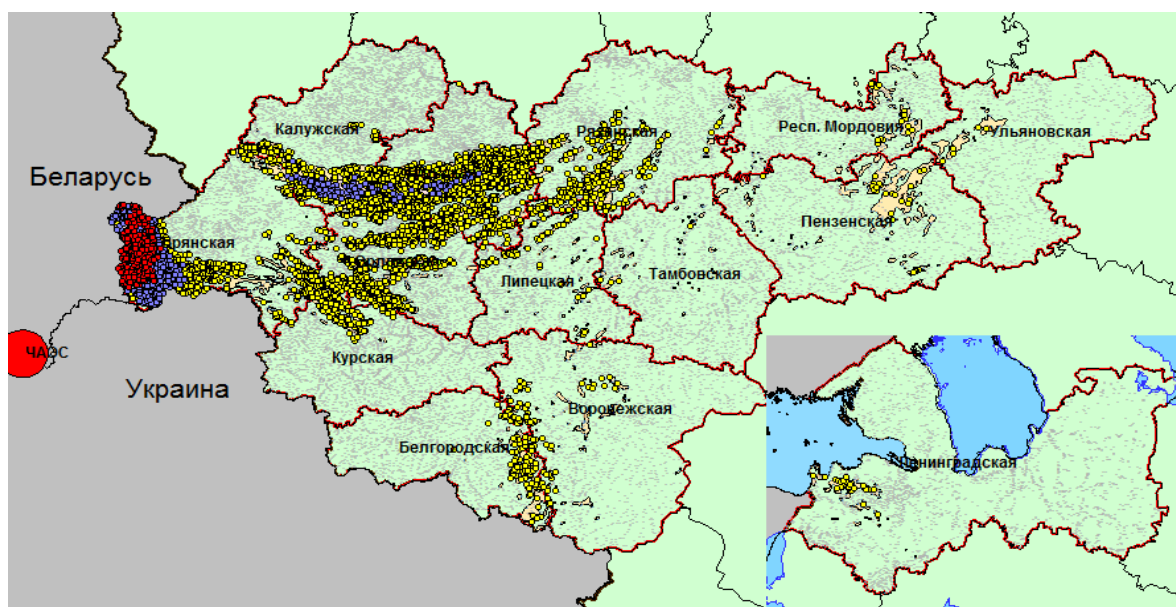 Калужская
Рязанская
Респ. Мордовия
Ульяновская
Беларусь
Брянская
Пензенская
Липецкая
Тамбовская
ЧАЭС
Курская
Украина
Воронежская
Белгородская
Ленинградская